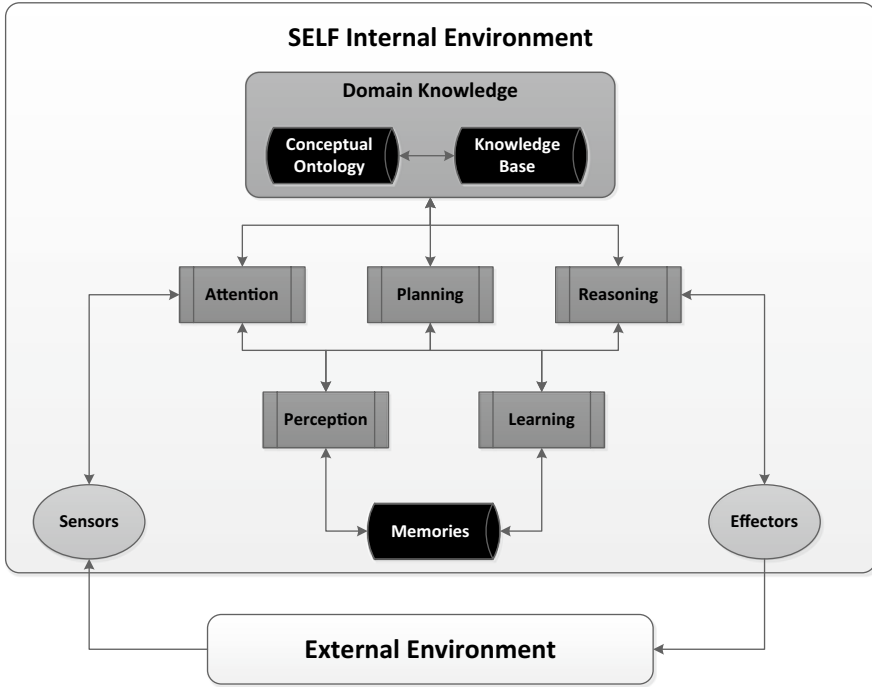 SELF Internal Environment
Domain Knowledge
Conceptual
Ontology
Knowledge
Base
Attention
Planning
Reasoning
Perception
Learning
Sensors
Memories
Effectors
External Environment